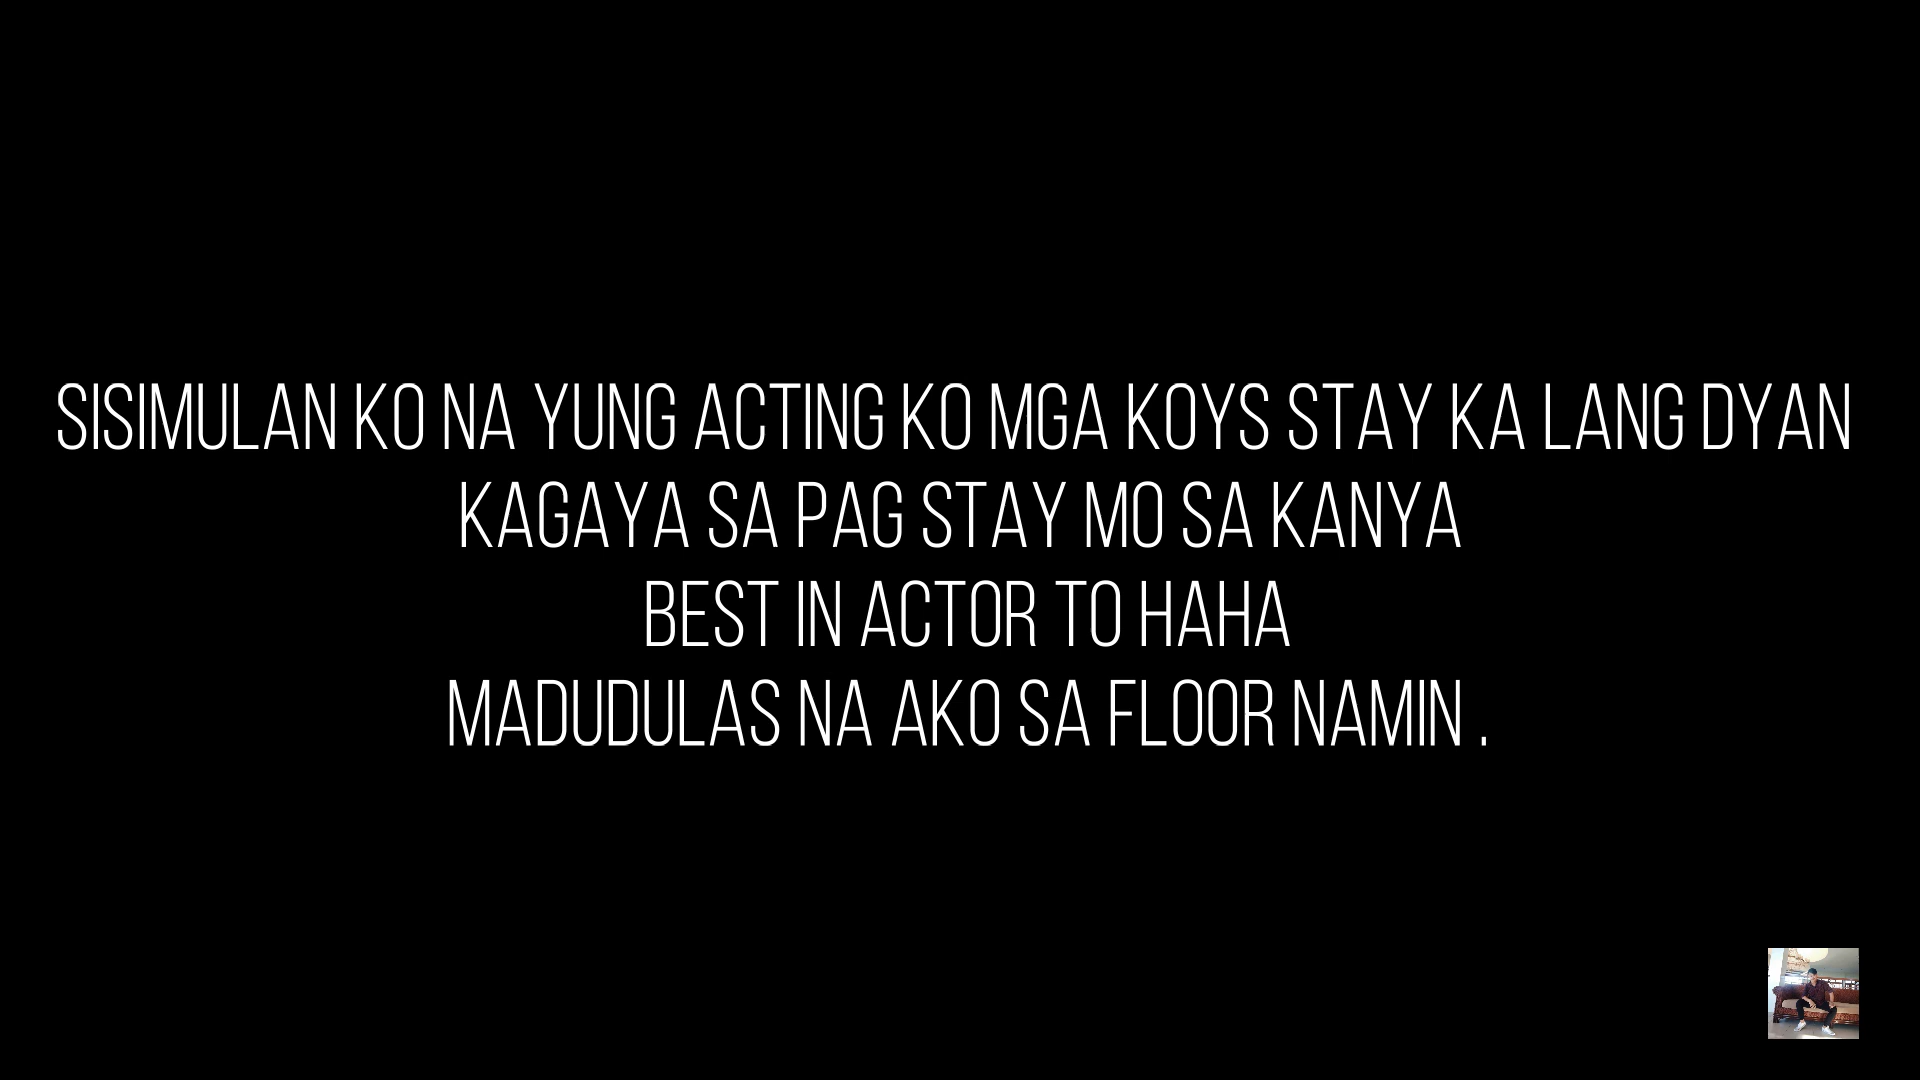 SISIMULAN KO NA YUNG ACTING KO MGA KOYS STAY KA LANG DYAN
KAGAYA SA PAG STAY MO SA KANYA
BEST IN ACTOR TO HAHA
MADUDULAS NA AKO SA FLOOR NAMIN .